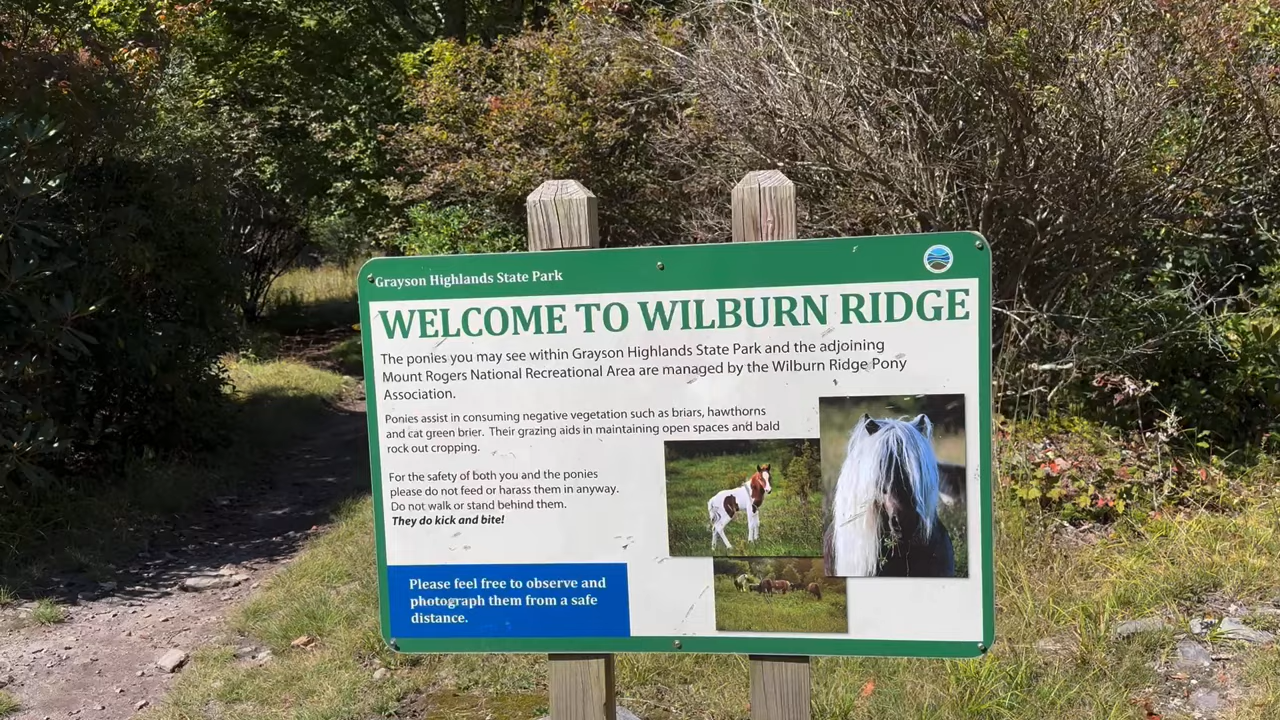 Grayson Highlands State Park
WELCOME TO WILBURN RIDGE
The ponies you may see within Grayson Highlands State Park and the adjoining
Mount Rogers National Recreational Area are managed by the Wilburn Ridge Pony
Association.
Ponies assist in consuming negative vegetation such as briars, hawthorns
and cat green brier. Their grazing aids in maintaining open spaces and bald
rock out cropping.
For the safety of both you and the ponies
please do not feed or harass them in anyway.
Do not walk or stand behind them.
They do kick and bite!
Please feel free to observe and
photograph them from a safe
distance.